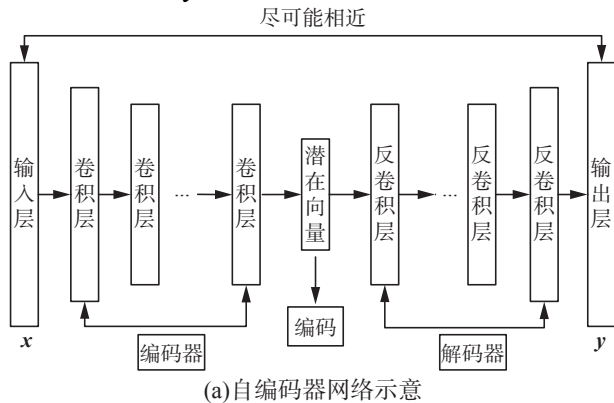 尽可能相近
输入层
卷积层
卷积层
...
卷积层
潜在向量
反卷积层
...
反卷积层
反卷积层
输出层
x
编码器
编码
解码器
y
(a)自编码器网络示意